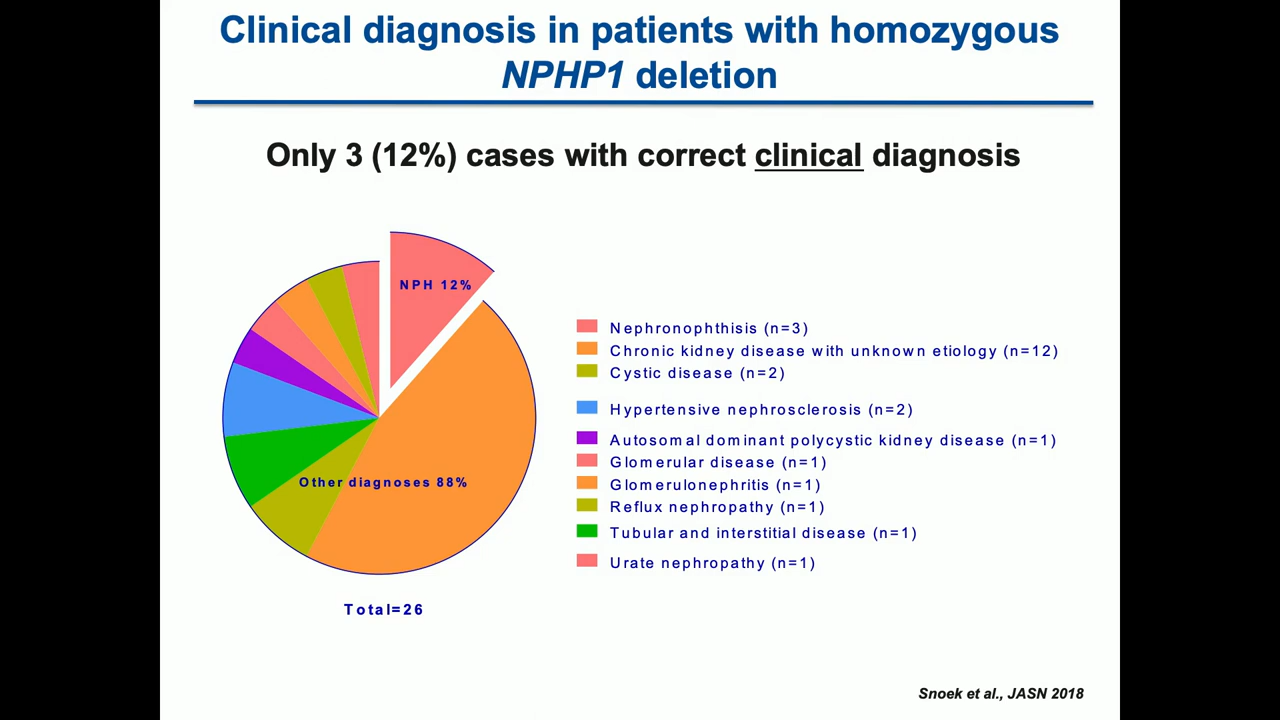 Clinical diagnosis in patients with homozygous
NPHP1 deletion
Only 3 (12%) cases with correct clinical diagnosis
NPH 12%
Other diagnoses 88%
Total=26
Nephronophthisis (n=3)
Chronic kidney disease with unknown etiology (n=12)
Cystic disease (n=2)
Hypertensive nephrosclerosis (n=2)
Autosomal dominant polycystic kidney disease (n=1)
Glomerular disease (n=1)
Glomerulonephritis (n=1)
Reflux nephropathy (n=1)
Tubular and interstitial disease (n=1)
Urate nephropathy (n=1)
Snoek et al., JASN 2018